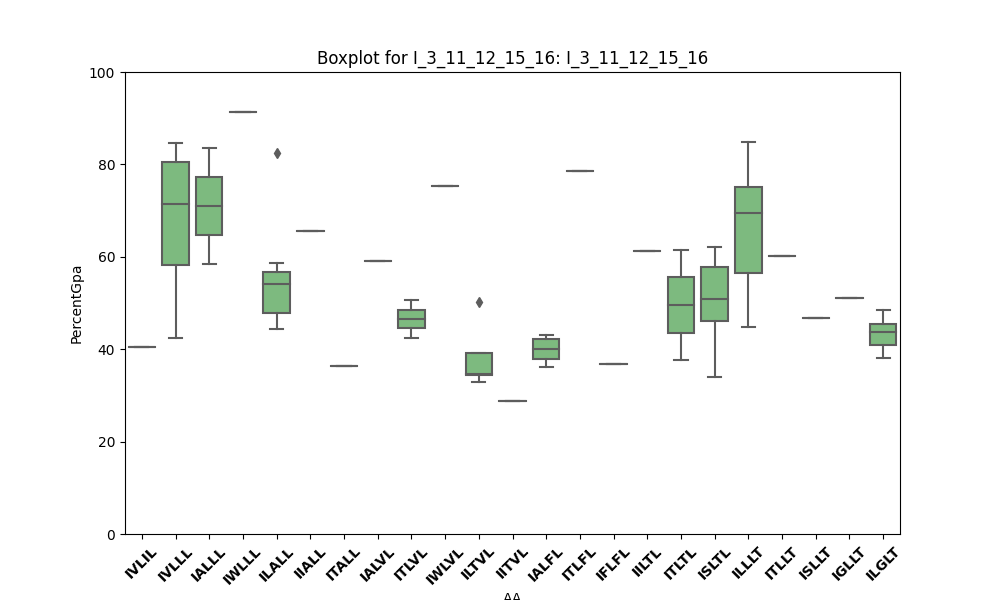 Boxplot for I_3_11_12_15_16: I_3_11_12_15_16
100
80
60
40
20
0
PercentGpa
IVLIL
IVLLL
IALLL
IWLLL
ILALL
IIALL
ITALL
IALVL
ITLVL
IWLVL
ILTVL
IITVL
IALFL
ITLFL
IFLFL
IILTL
ITLTL
ISLTL
ILLLT
ITLLT
ISLLT
IGLLT
ILGLT
AA